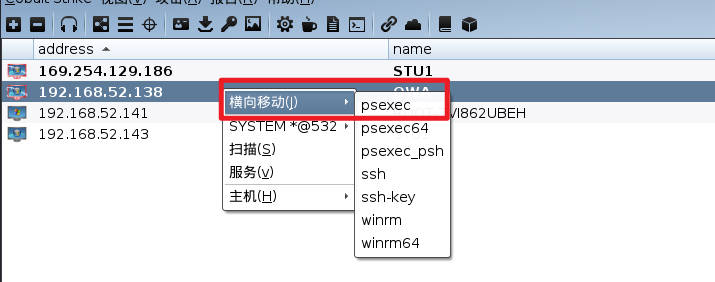 Cobalt Strike 视图(V) 攻击(A) 报告(R) 帮助(H)
address name
169.254.129.186 STU1
192.168.52.138 OWA
192.168.52.141 VI862UBEH
192.168.52.143
横向移动(J)
SYSTEM *@532
扫描(S)
服务(v)
主机(H)
psexec
psexec64
psexec_psh
ssh
ssh-key
winrm
winrm64